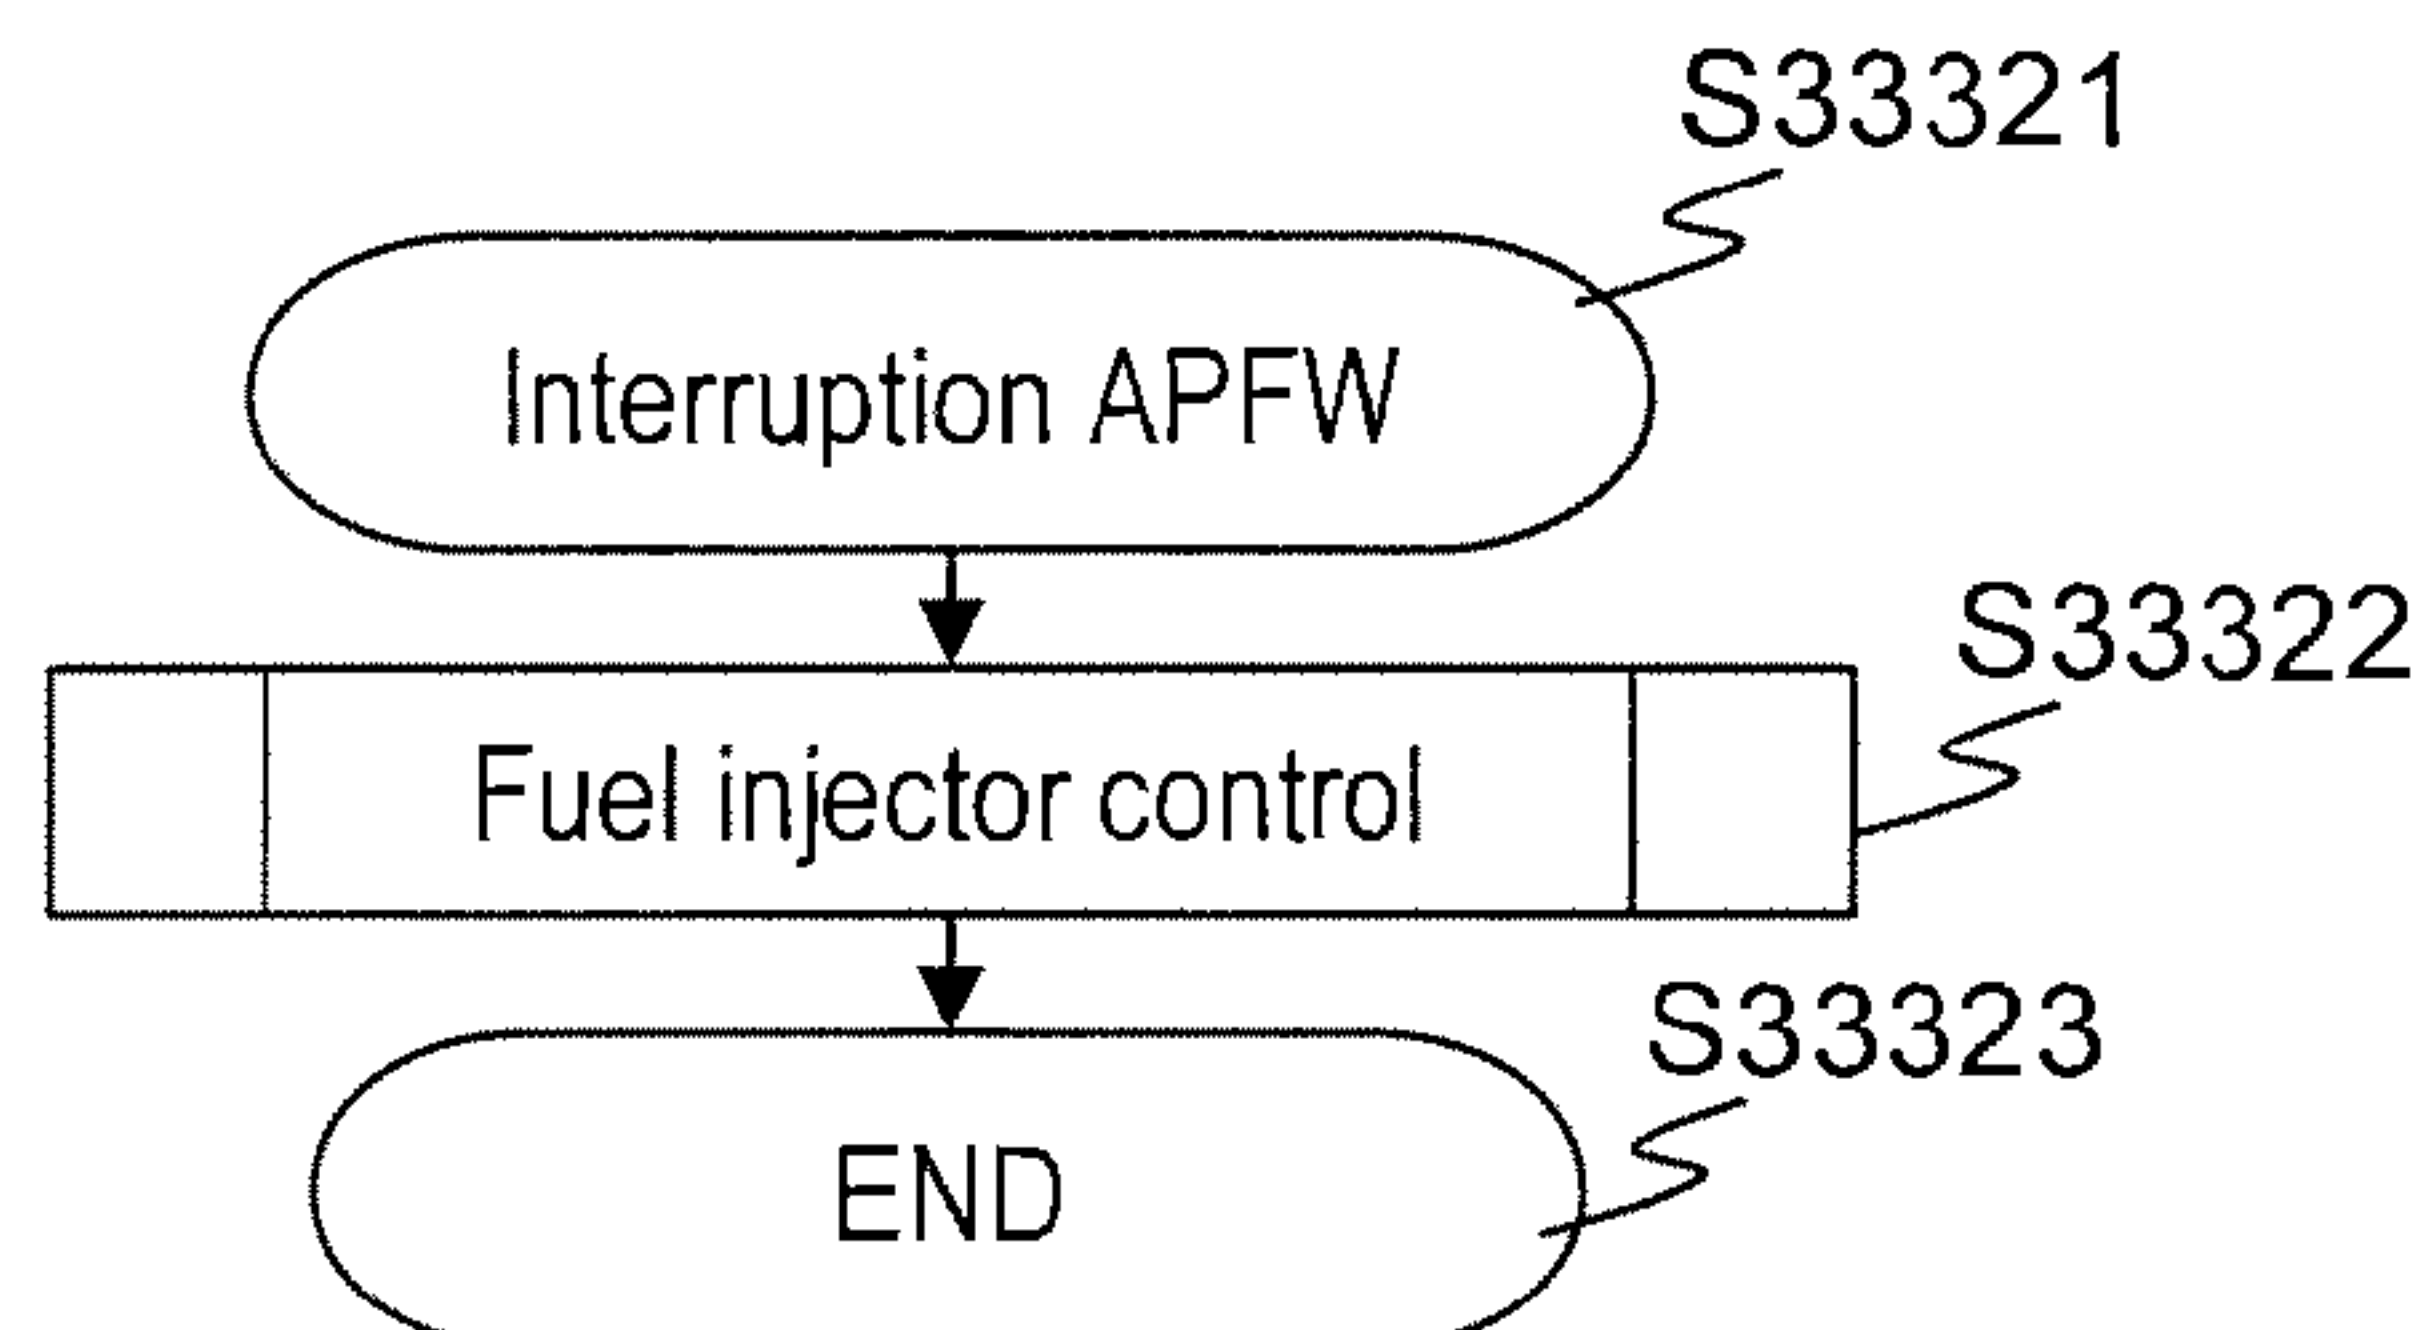 S33321
Interruption APFW
S33322
Fuel injector control
S33323
END